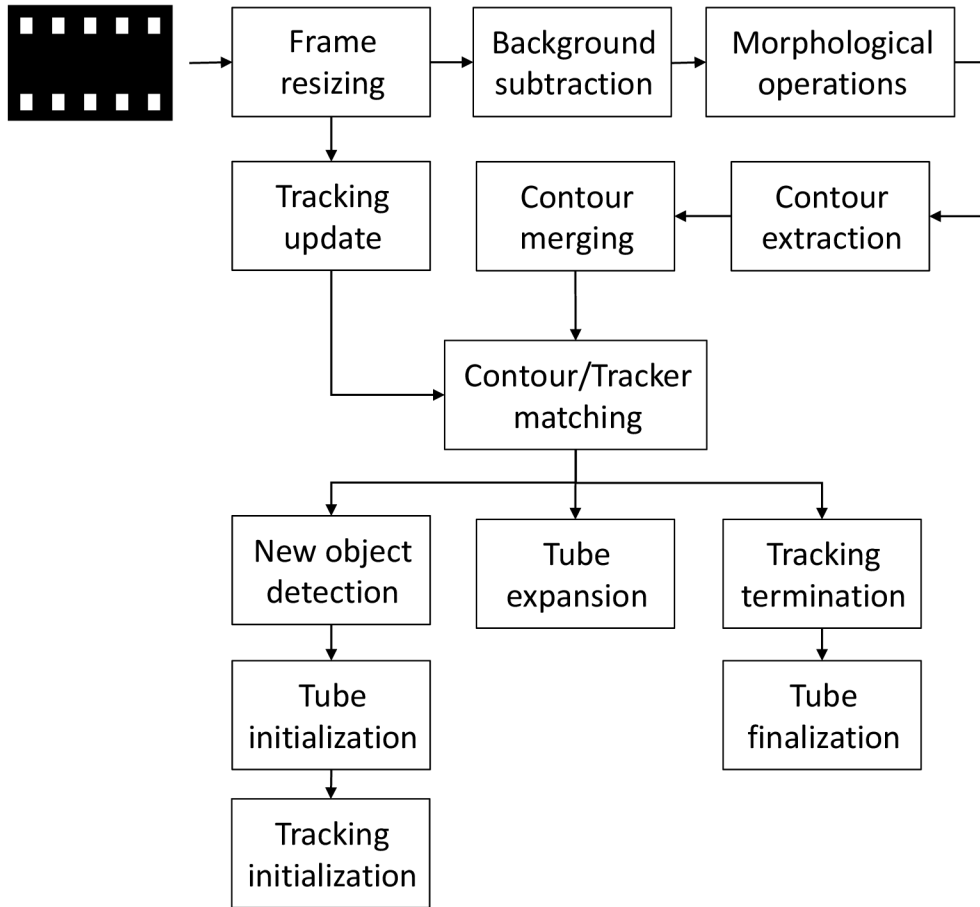 Frame
resizing
Background
subtraction
Morphological
operations
Tracking
update
Contour
merging
Contour
extraction
Contour/Tracker
matching
New object
detection
Tube
expansion
Tracking
termination
Tube
initialization
Tube
finalization
Tracking
initialization